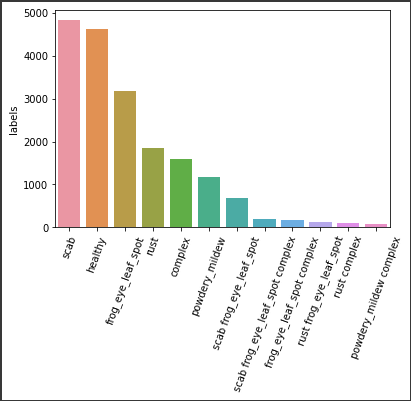 5000
4000
3000
2000
1000
0
labels
scab
healthy
frog_eye_leaf_spot
rust
complex
powdery_mildew
scab frog_eye_leaf_spot
scab frog_eye_leaf_spot complex
frog_eye_leaf_spot complex
rust frog_eye_leaf_spot
rust complex
powdery_mildew complex